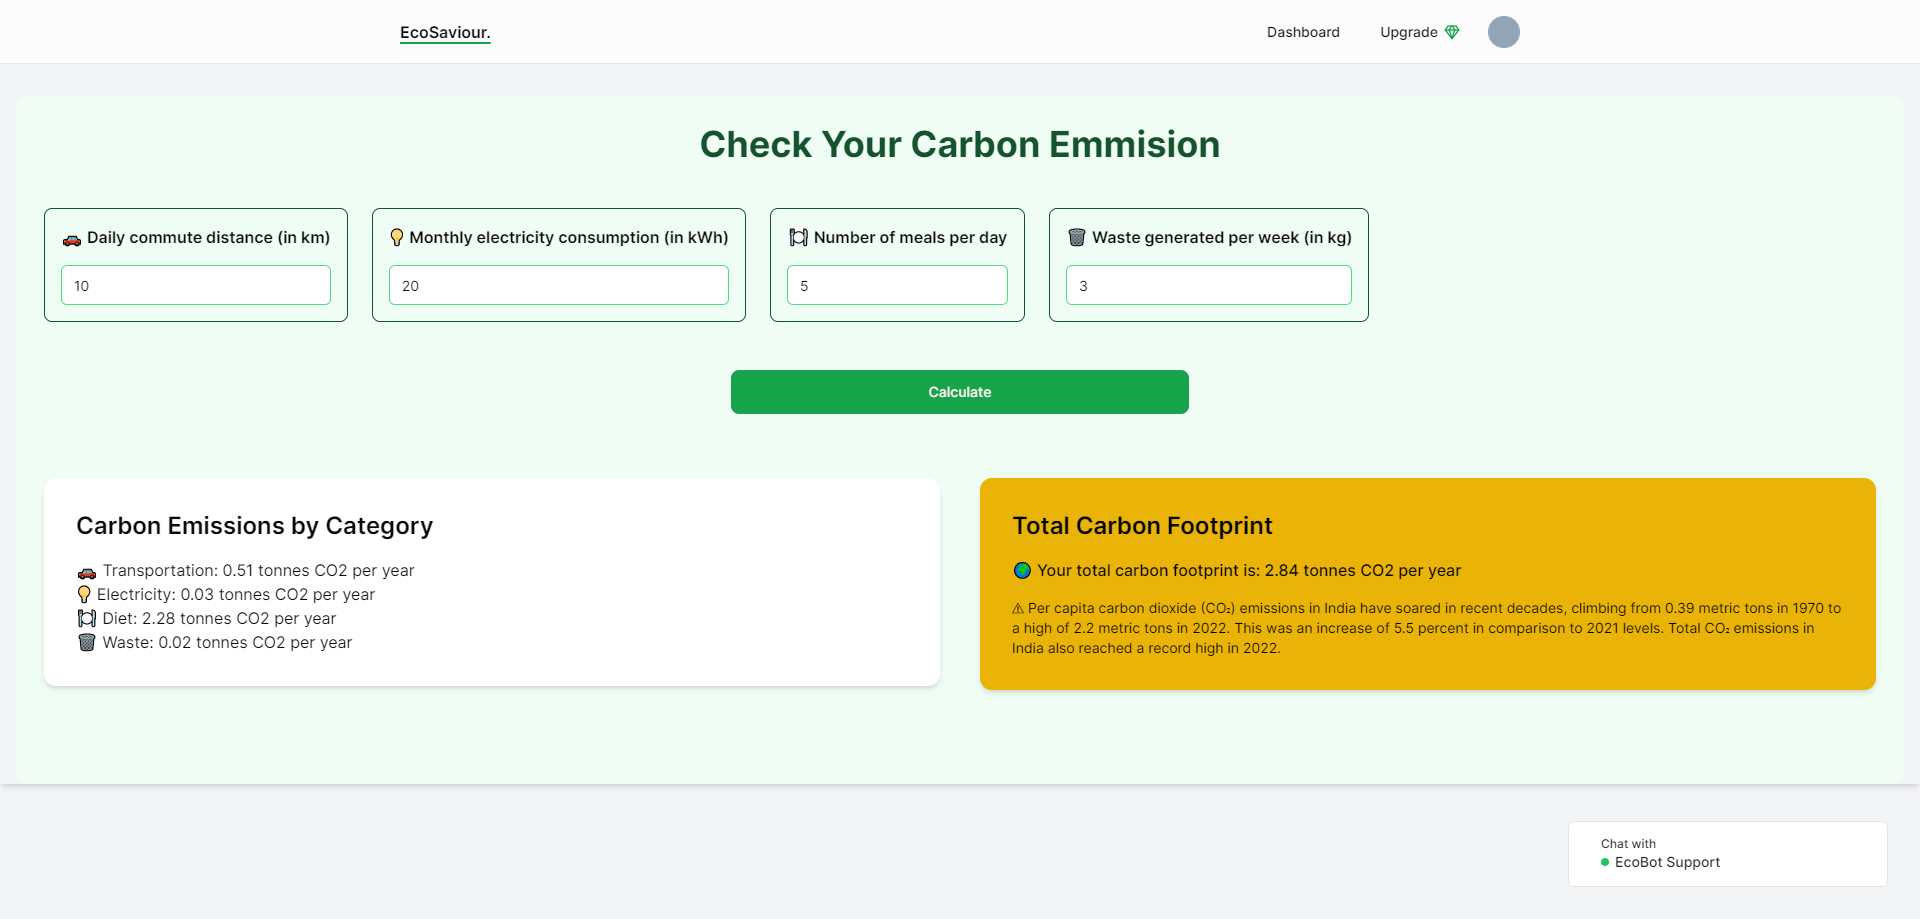 EcoSaviour.
Dashboard
Upgrade
Check Your Carbon Emmision
Daily commute distance (in km)
10
Monthly electricity consumption (in kWh)
20
Number of meals per day
5
Waste generated per week (in kg)
3
Calculate
Carbon Emissions by Category
Transportation: 0.51 tonnes CO2 per year
Electricity: 0.03 tonnes CO2 per year
Diet: 2.28 tonnes CO2 per year
Waste: 0.02 tonnes CO2 per year
Total Carbon Footprint
Your total carbon footprint is: 2.84 tonnes CO2 per year
⚠ Per capita carbon dioxide (CO₂) emissions in India have soared in recent decades, climbing from 0.39 metric tons in 1970 to
a high of 2.2 metric tons in 2022. This was an increase of 5.5 percent in comparison to 2021 levels. Total CO₂ emissions in
India also reached a record high in 2022.
Chat with
EcoBot Support